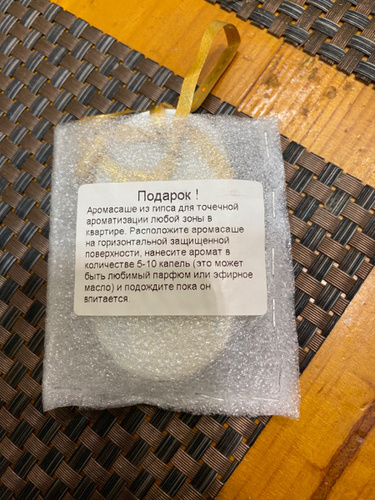 Подарок !
Аромасаше из гипса для точечной
ароматизации любой зоны в
квартире. Расположите аромасаше
на горизонтальной защищенной
поверхности, нанесите аромат в
количестве 5-10 капель (это может
быть любимый парфюм или эфирное
масло) и подождите пока он
впитается